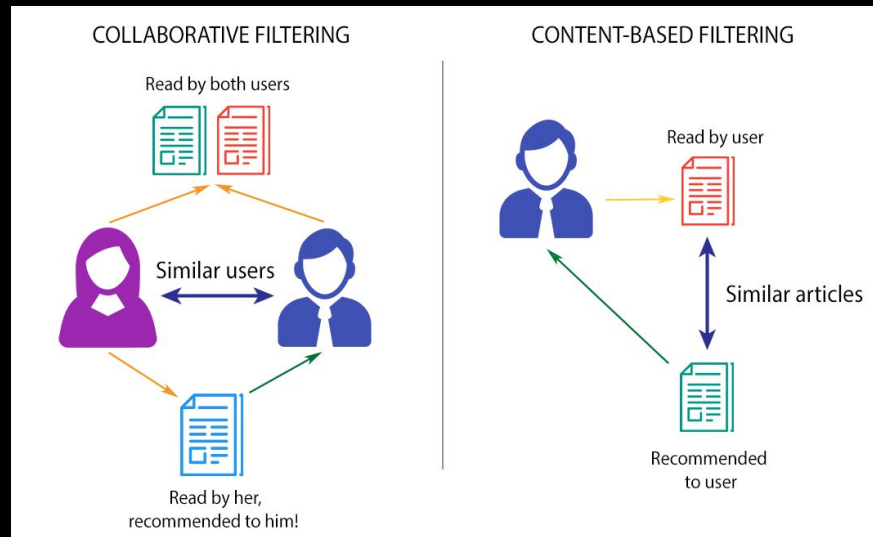 COLLABORATIVE FILTERING
Read by both users
Similar users
Read by her,
recommended to him!
CONTENT-BASED FILTERING
Read by user
Similar articles
Recommended
to user